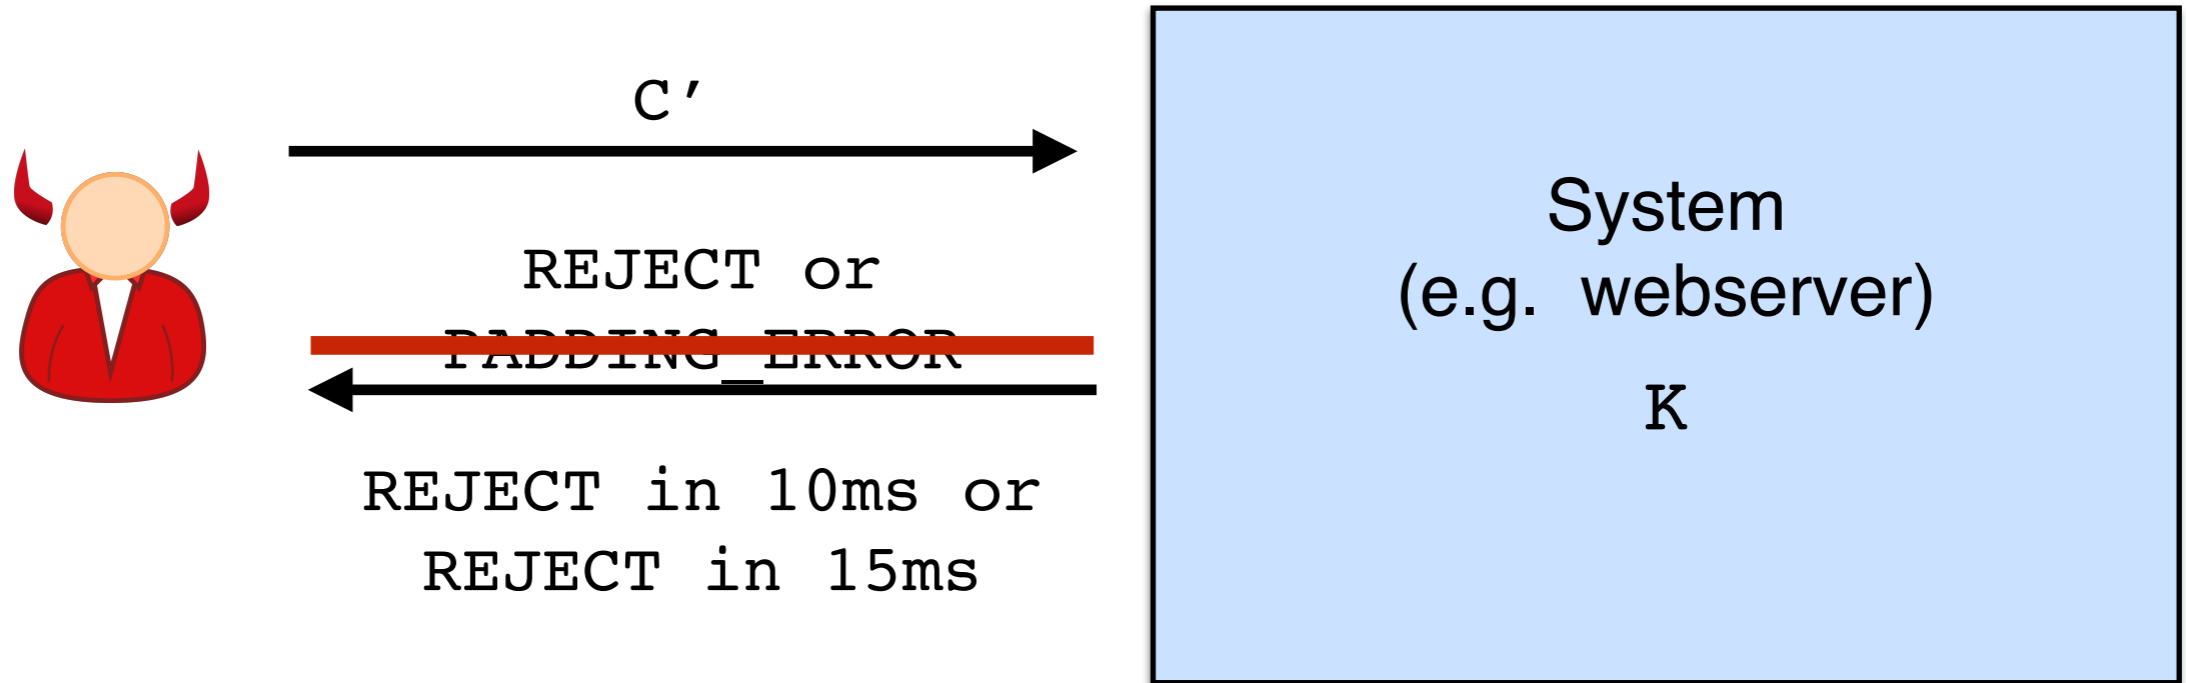 C’
REJECT or
PADDING_ERROR
REJECT in 10ms or
REJECT in 15ms
System
(e.g. webserver)
K